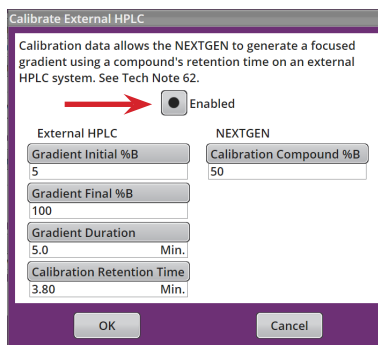 Calibrate External HPLC
Calibration data allows the NEXTGEN to generate a focused
gradient using a compound's retention time on an external
HPLC system. See Tech Note 62.
Enabled
External HPLC
Gradient Initial %B
5
Gradient Final %B
100
Gradient Duration
5.0 Min.
Calibration Retention Time
3.80 Min.
NEXTGEN
Calibration Compound %B
50
OK
Cancel